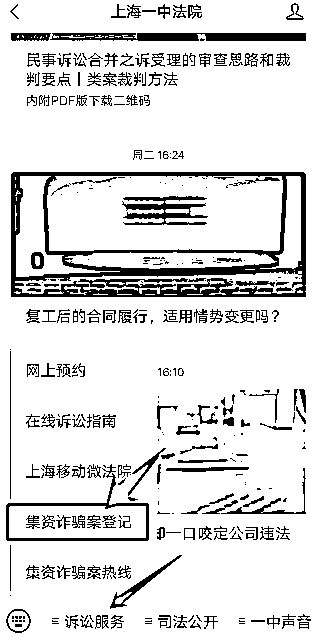 上海一中法院
民事诉讼合并之诉受理的审查思路和裁
判要点丨类案裁判方法
内附PDF版下载二维码
周二 16:24
复工后的合同履行，适用情势变更吗？
网上预约
16:10
在线诉讼指南
上海移动微法院
集资诈骗案登记
一口咬定公司违法
集资诈骗案热线
诉讼服务
司法公开
一中声音